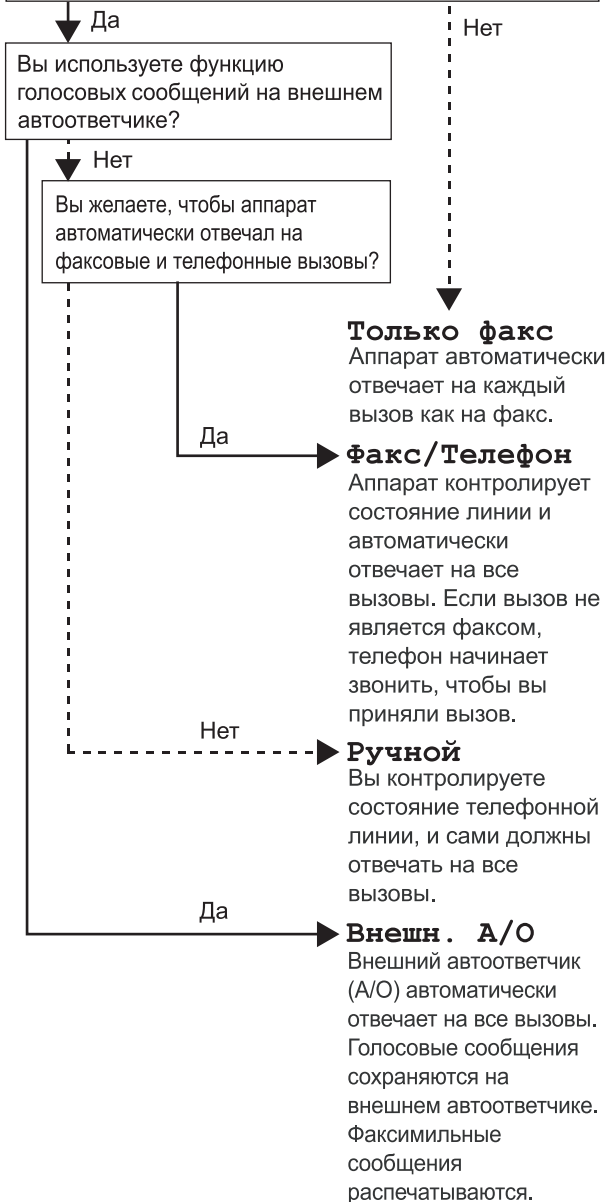 Да
Нет
Вы используете функцию
голосовых сообщений на внешнем
автоответчике?
Нет
Вы желаете, чтобы аппарат
автоматически отвечал на
факсовые и телефонные вызовы?
Только факс
Аппарат автоматически
отвечает на каждый
вызов как на факс.
Да
Факс/Телефон
Аппарат контролирует
состояние линии и
автоматически
отвечает на все
вызовы. Если вызов не
является факсом,
телефон начинает
звонить, чтобы вы
приняли вызов.
Нет
Ручной
Вы контролируете
состояние телефонной
линии, и сами должны
отвечать на все
вызовы.
Да
Внешн. А/О
Внешний автоответчик
(А/О) автоматически
отвечает на все вызовы.
Голосовые сообщения
сохраняются на
внешнем автоответчике.
Факсимильные
сообщения
распечатываются.